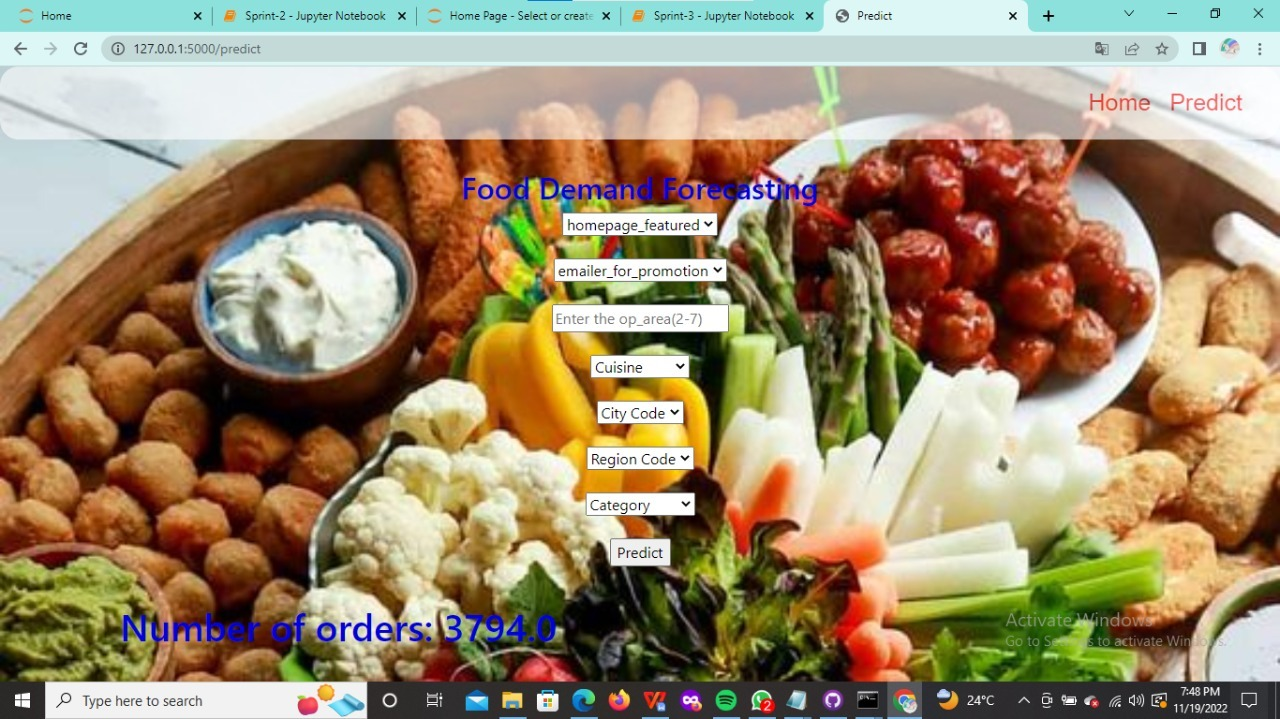 Home
Sprint-2 - Jupyter Notebook
Home Page - Select or create
Sprint-3 - Jupyter Notebook
Predict
127.0.0.1:5000/predict
Home Predict
Food Demand Forecasting
homepage_featured
emailer_for_promotion
Enter the op_area(2-7)
Cuisine
City Code
Region Code
Category
Predict
Number of orders: 3794.0
Activate Windows
Go to Settings to activate Windows.
Type here to search
2
24°C
7:48 PM
11/19/2022